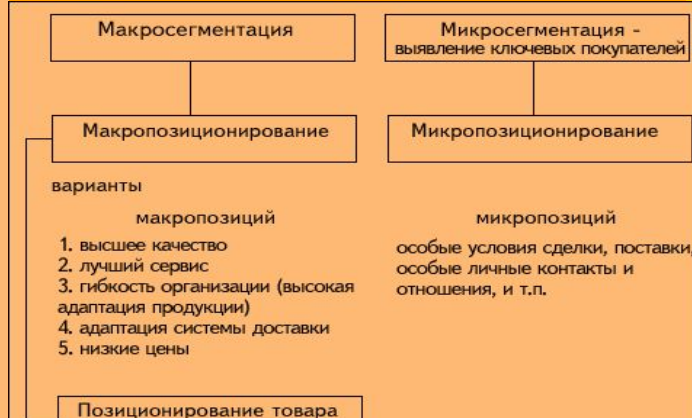 Макросегментация
Микросегментация -
выявление ключевых покупателей
Макропозиционирование
Микропозиционирование
варианты
макропозиций
1. высшее качество
2. лучший сервис
3. гибкость организации (высокая
адаптация продукции)
4. адаптация системы доставки
5. низкие цены
микропозиций
особые условия сделки, поставки,
особые личные контакты и
отношения, и т.п.
Позиционирование товара